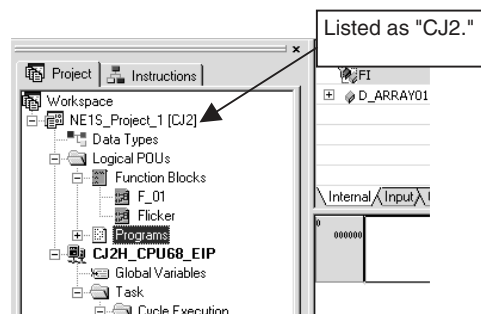 Listed as "CJ2."
Project
Instructions
Workspace
NE1S_Project_1 [CJ2]
Data Types
Logical POUs
Function Blocks
F_01
Flicker
Programs
CJ2H_CPU68_EIP
Global Variables
Task
Cycle Execution
FI
D_ARRAY01
Internal
Input
0
000000